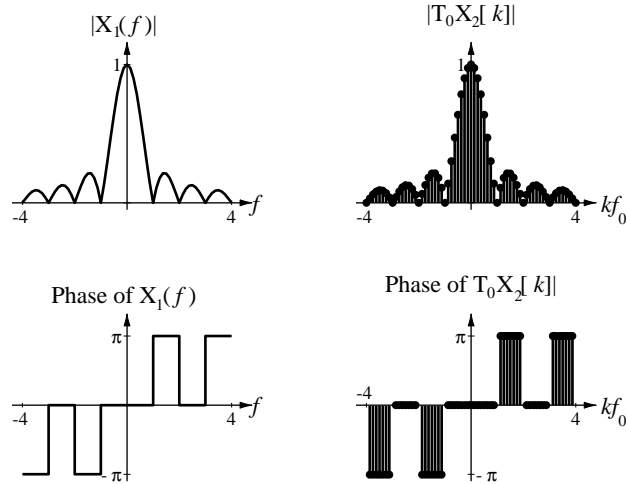 |X₁(f)|
1
-4
4
f
|T₀X₂[k]|
1
-4
4
kf₀
Phase of X₁(f)
π
-4
4
f
-π
Phase of T₀X₂[k]|
π
-4
4
kf₀
-π